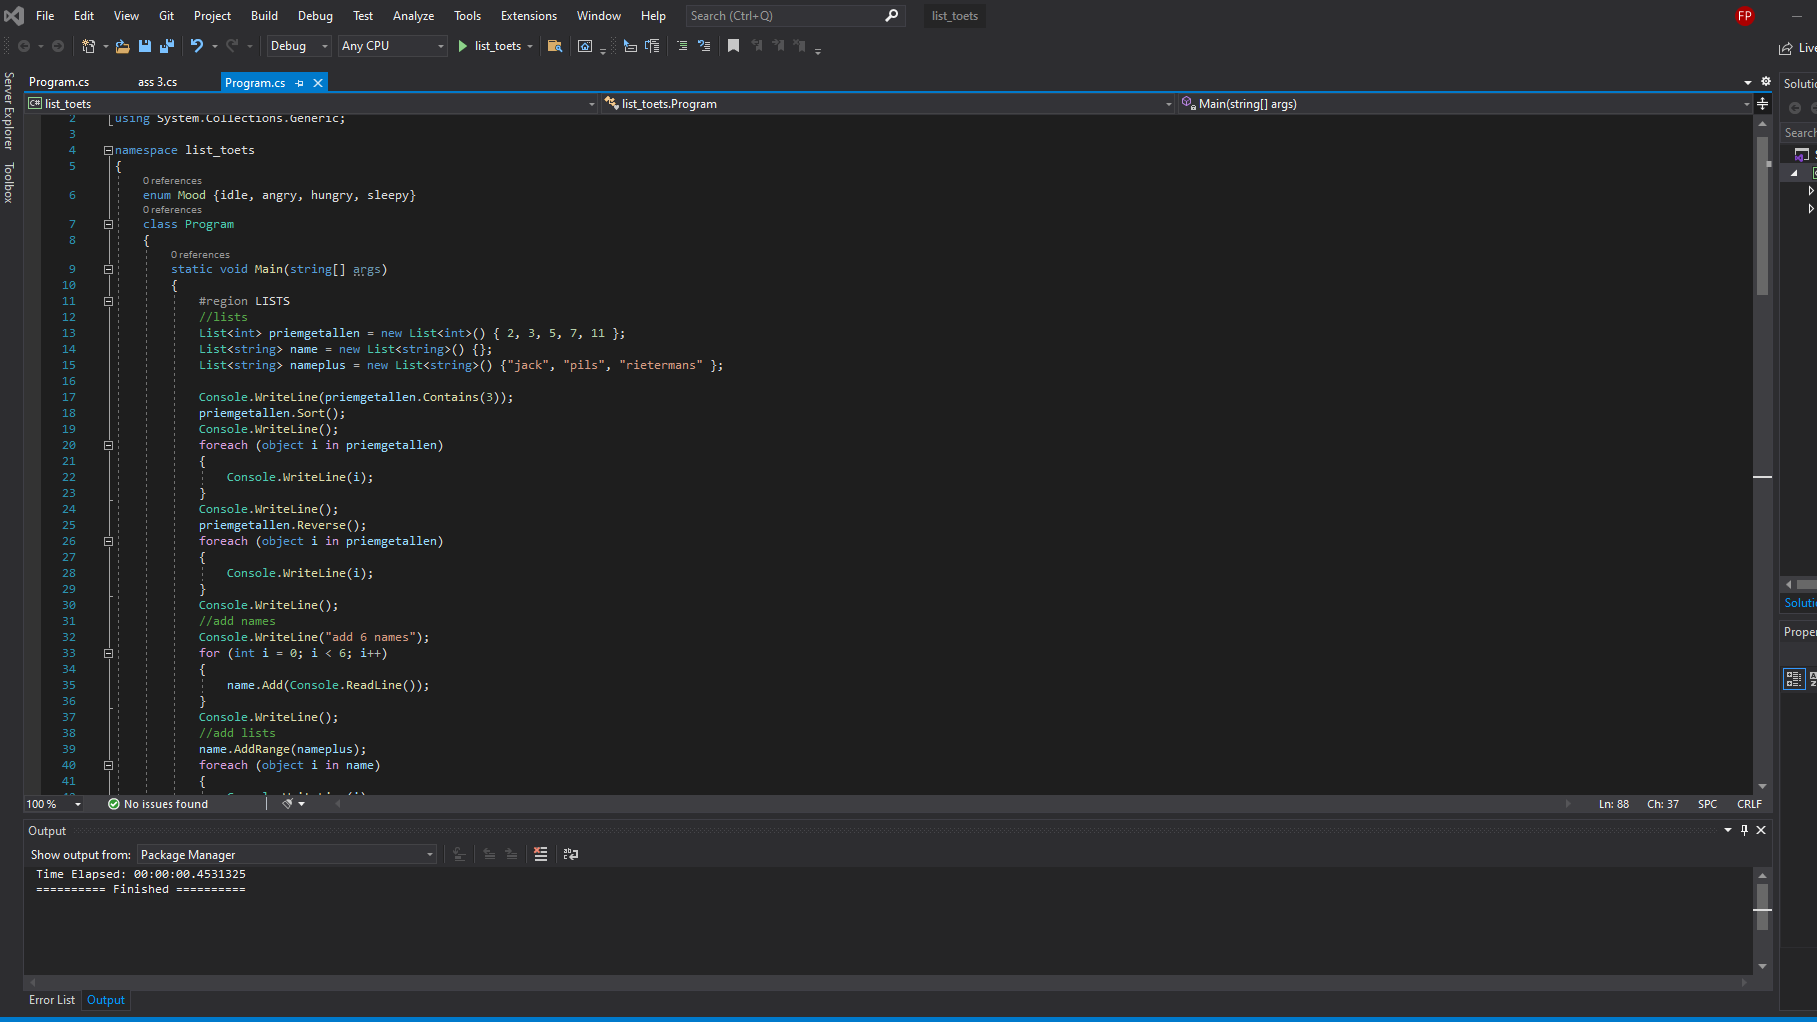 File Edit View Git Project Build Debug Test Analyze Tools Extensions Window Help Search (Ctrl+Q) list_toets FP
Debug Any CPU list_toets Live
Server Explorer
Toolbox
Program.cs ass 3.cs Program.cs
list_toets list_toets.Program Main(string[] args)
2 using System.Collections.Generic;
3
4 namespace list_toets
5 {
0 references
6 enum Mood {idle, angry, hungry, sleepy}
0 references
7 class Program
8 {
0 references
9 static void Main(string[] args)
10 {
11 #region LISTS
12 //lists
13 List<int> priemgetallen = new List<int>() { 2, 3, 5, 7, 11 };
14 List<string> name = new List<string>() {};
15 List<string> nameplus = new List<string>() {"jack", "pils", "rietermans" };
16
17 Console.WriteLine(priemgetallen.Contains(3));
18 priemgetallen.Sort();
19 Console.WriteLine();
20 foreach (object i in priemgetallen)
21 {
22 Console.WriteLine(i);
23 }
24 Console.WriteLine();
25 priemgetallen.Reverse();
26 foreach (object i in priemgetallen)
27 {
28 Console.WriteLine(i);
29 }
30 Console.WriteLine();
31 //add names
32 Console.WriteLine("add 6 names");
33 for (int i = 0; i < 6; i++)
34 {
35 name.Add(Console.ReadLine());
36 }
37 Console.WriteLine();
38 //add lists
39 name.AddRange(nameplus);
40 foreach (object i in name)
41 {
100 % No issues found Ln: 88 Ch: 37 SPC CRLF
Output
Show output from: Package Manager
Time Elapsed: 00:00:00.4531325
========== Finished ==========
Error List Output
Solutio
Search
Solutio
Proper